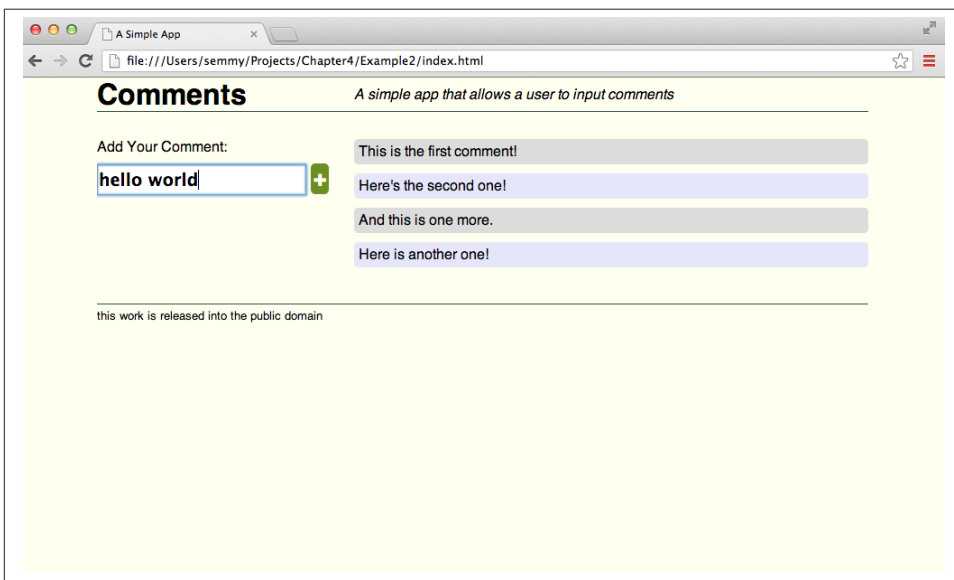 A Simple App
file:///Users/semmy/Projects/Chapter4/Example2/index.html
Comments
A simple app that allows a user to input comments
Add Your Comment:
hello world
This is the first comment!
Here's the second one!
And this is one more.
Here is another one!
this work is released into the public domain